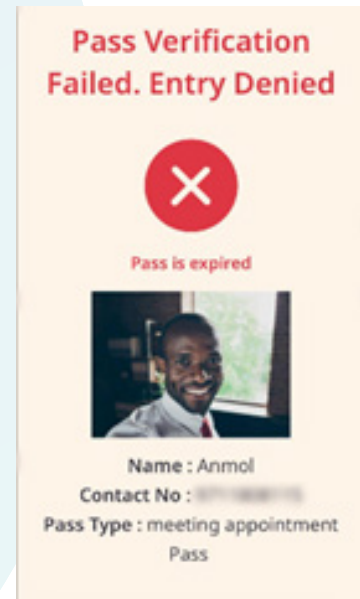 Pass Verification
Failed. Entry Denied
Pass is expired
Name : Anmol
Contact No :
Pass Type : meeting appointment
Pass